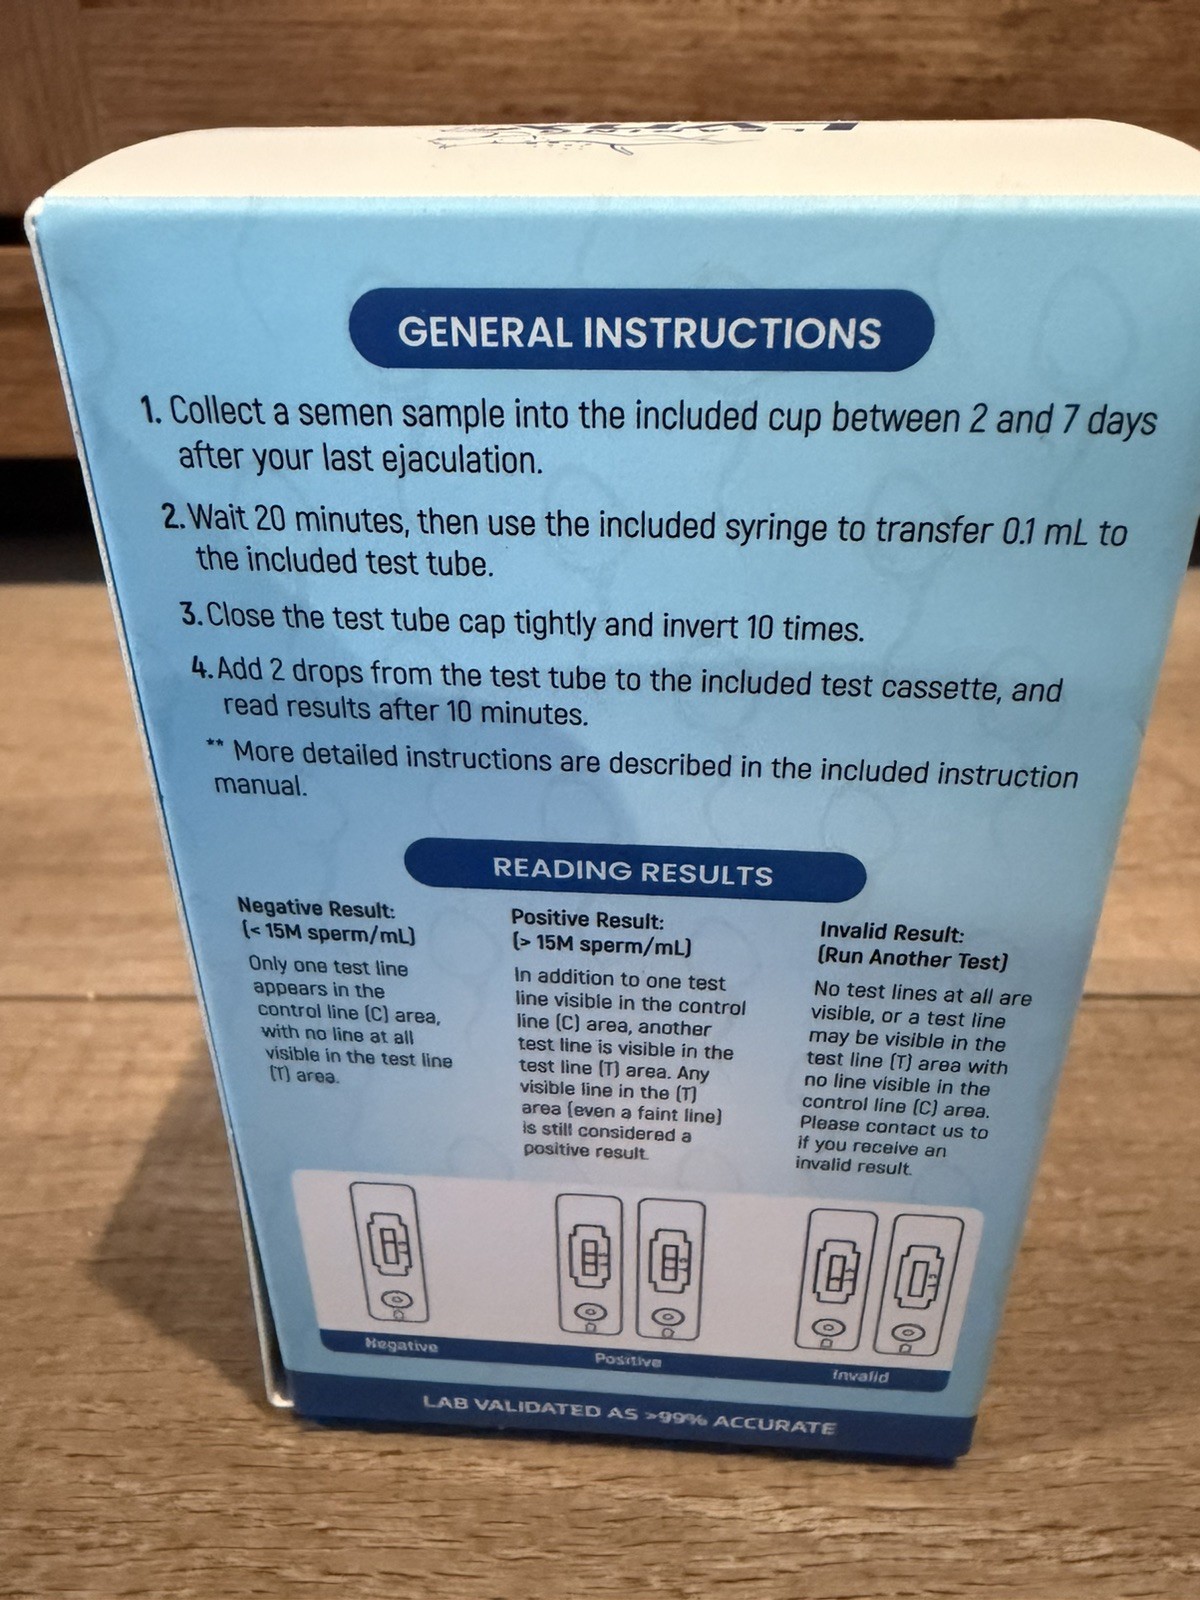 GENERAL INSTRUCTIONS
1. Collect a semen sample into the included cup between 2 and 7 days
after your last ejaculation.
2. Wait 20 minutes, then use the included syringe to transfer 0.1 mL to
the included test tube.
3. Close the test tube cap tightly and invert 10 times.
4. Add 2 drops from the test tube to the included test cassette, and
read results after 10 minutes.
** More detailed instructions are described in the included instruction
manual.
READING RESULTS
Negative Result:
(< 15M sperm/mL)
Only one test line
appears in the
control line (C) area,
with no line at all
visible in the test line
(T) area.
Positive Result:
(> 15M sperm/mL)
In addition to one test
line visible in the control
line (C) area, another
test line is visible in the
test line (T) area. Any
visible line in the (T)
area (even a faint line)
is still considered a
positive result.
Invalid Result:
(Run Another Test)
No test lines at all are
visible, or a test line
may be visible in the
test line (T) area with
no line visible in the
control line (C) area.
Please contact us to
if you receive an
invalid result.
Negative
Positive
Invalid
LAB VALIDATED AS >99% ACCURATE